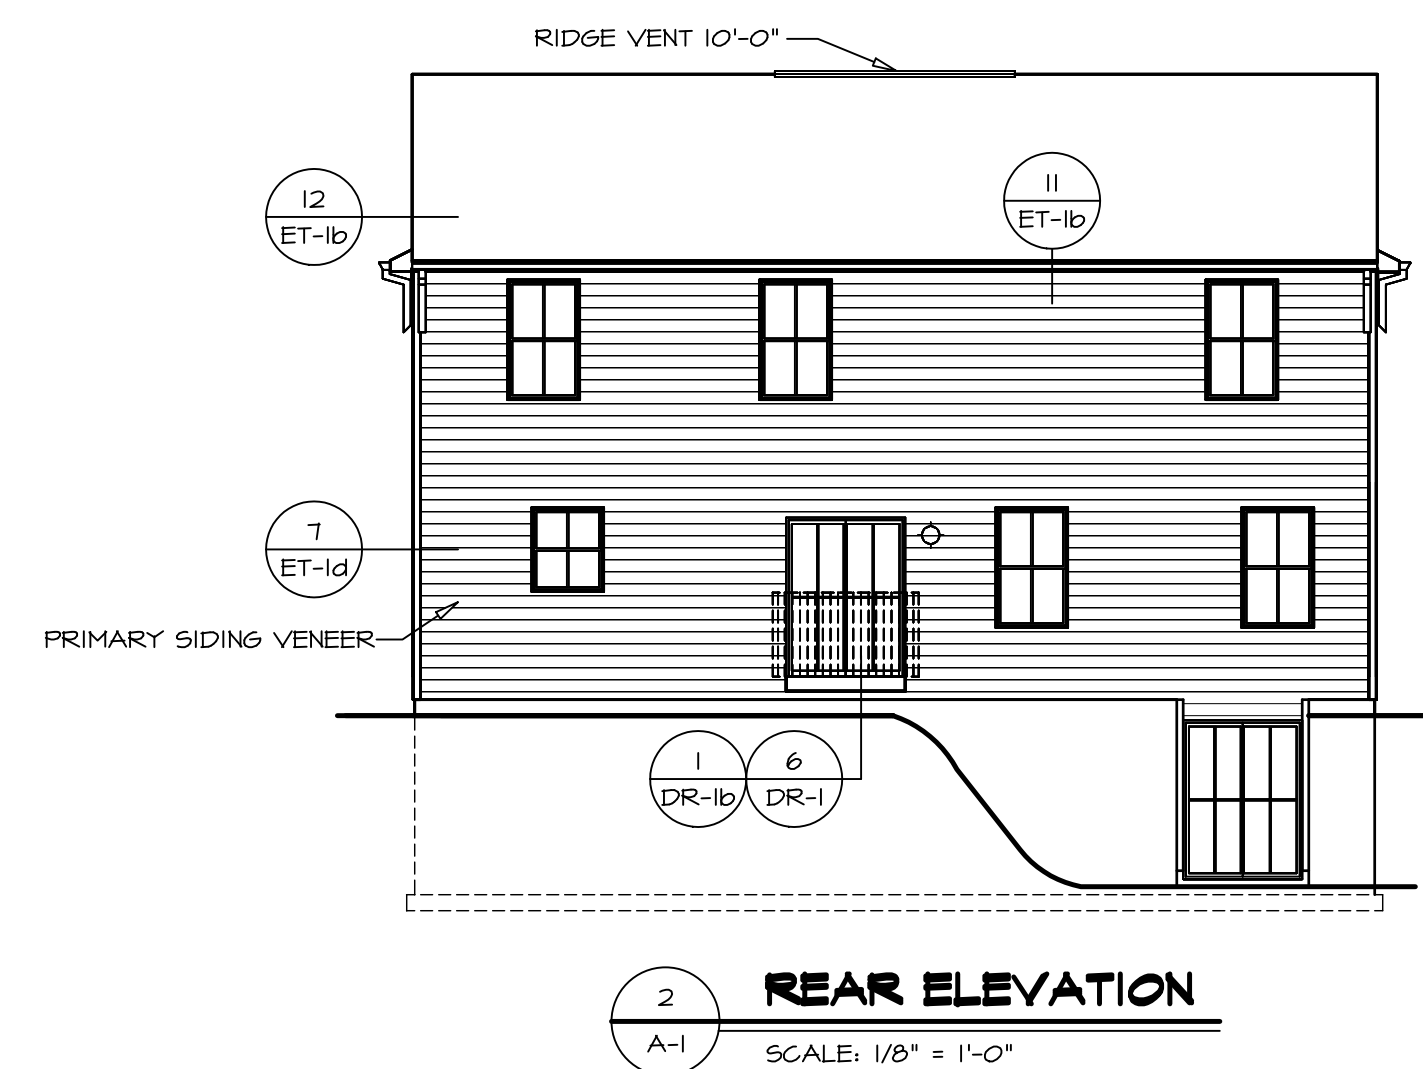 RIDGE VENT 10'-0"
12
ET-1b
11
ET-1b
7
ET-1d
PRIMARY SIDING VENEER
1
DR-1b
6
DR-1
2
A-1
REAR ELEVATION
SCALE: 1/8" = 1'-0"